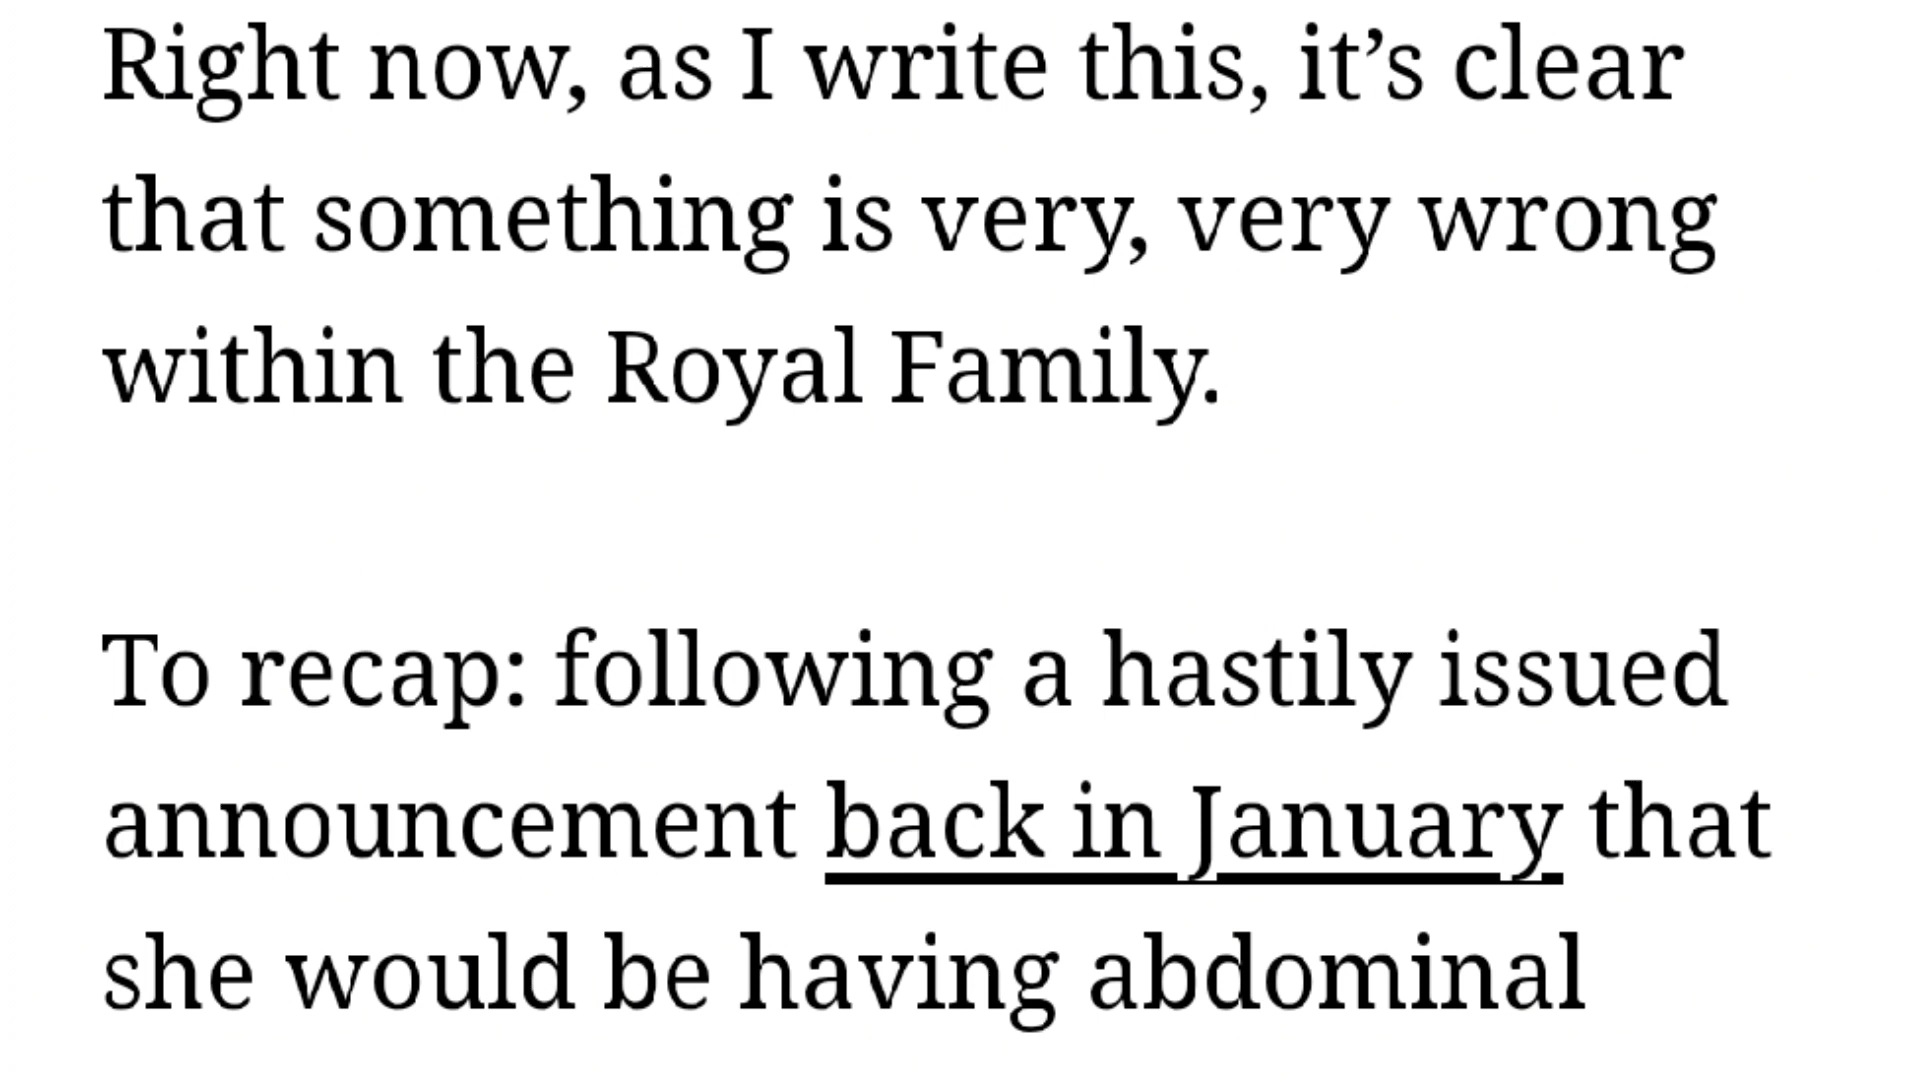 Right now, as I write this, it’s clear
that something is very, very wrong
within the Royal Family.
To recap: following a hastily issued
announcement back in January that
she would be having abdominal